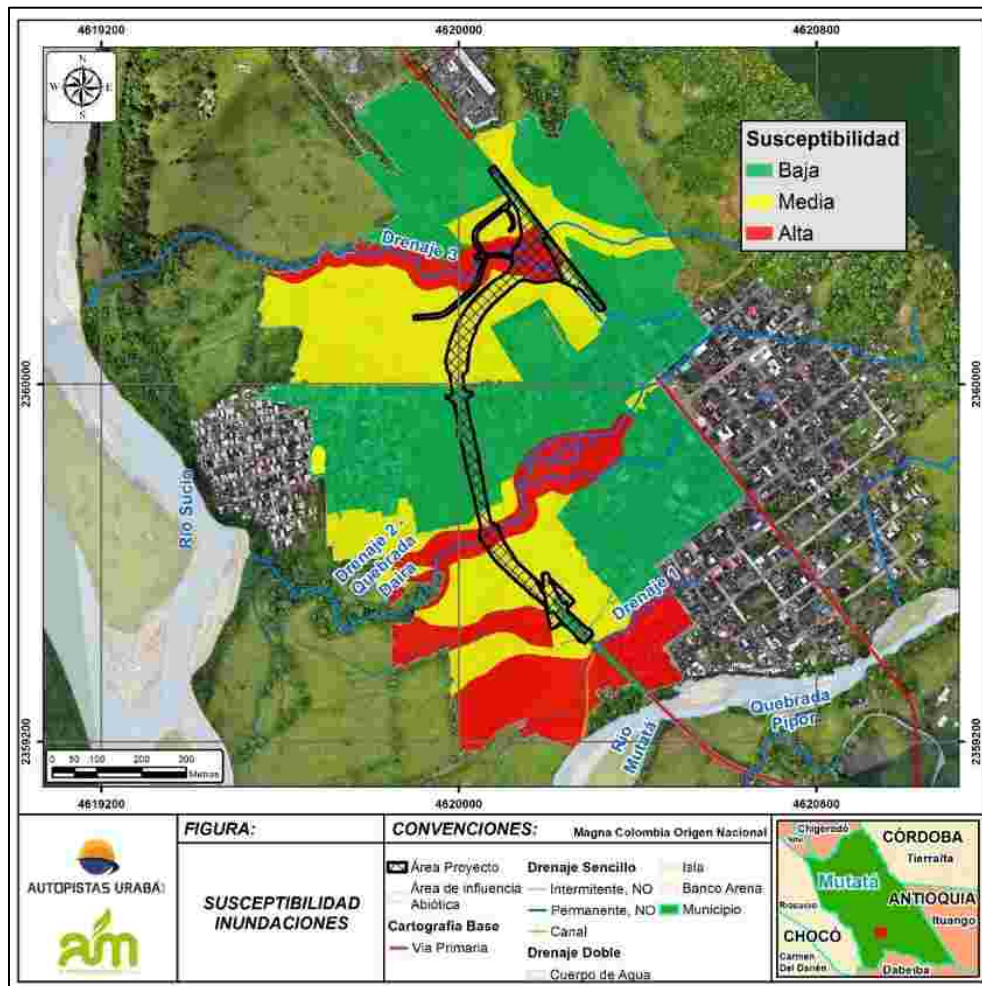 4619200
4620000
4620800
N
W
E
S
Susceptibilidad
Baja
Media
Alta
Drenaje 3
2360000
2360000
Río Sucio
Drenaje 2 -
Quebrada
Daira
Drenaje 1
Quebrada
Pipor
Río
Mutatá
2359200
2359200
0 50 100 200 300
Metros
4619200
4620000
4620800
AUTOPISTAS URABÁ
aim
FIGURA:
SUSCEPTIBILIDAD
INUNDACIONES
CONVENCIONES:
Magna Colombia Origen Nacional
Área Proyecto
Área de influencia
Abiótica
Cartografía Base
Vía Primaria
Drenaje Sencillo
Intermitente, NO
Permanente, NO
Canal
Drenaje Doble
Cuerpo de Agua
Isla
Banco Arena
Municipio
Chigorodó
CÓRDOBA
Tierralta
Mutatá
Riosucio
ANTIOQUIA
Ituango
CHOCÓ
Carmen
Del Darién
Dabeiba